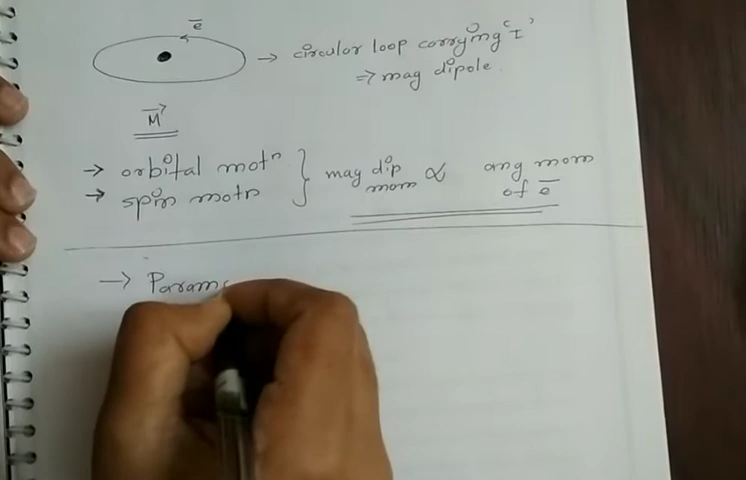 e̅
→ circular loop carrying 'I'
⇒ mag dipole
M⃗
→ orbital motⁿ
→ spin motn } mag dip mom ∝ ang mom of e̅
→ Param